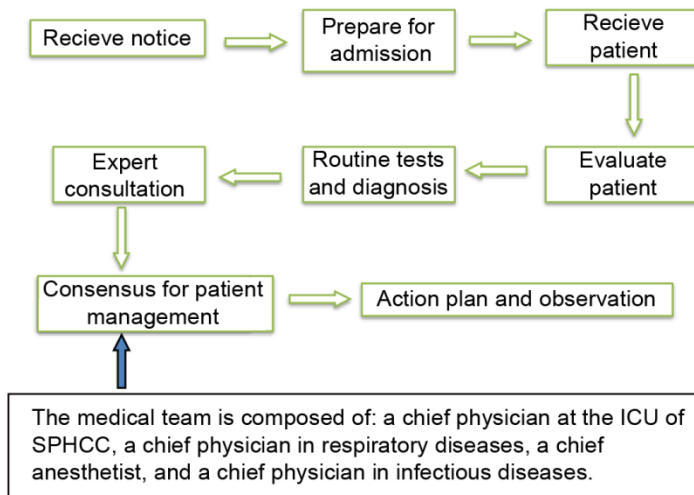 Recieve notice
Prepare for
admission
Recieve
patient
Evaluate
patient
Routine tests
and diagnosis
Expert
consultation
Consensus for patient
management
Action plan and observation
The medical team is composed of: a chief physician at the ICU of
SPHCC, a chief physician in respiratory diseases, a chief
anesthetist, and a chief physician in infectious diseases.